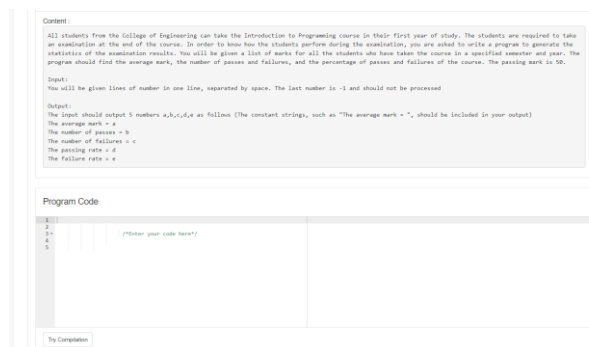 Content :
All students from the College of Engineering can take the Introduction to Programming course in their first year of study. The students are required to take
an examination at the end of the course. In order to know how the students perform during the examination, you are asked to write a program to generate the
statistics of the examination results. You will be given a list of marks for all the students who have taken the course in a specified semester and year. The
program should find the average mark, the number of passes and failures, and the percentage of passes and failures of the course. The passing mark is 50.
Input:
You will be given lines of number in one line, separated by space. The last number is -1 and should not be processed
Output:
The input should output 5 numbers a,b,c,d,e as follows (The constant strings, such as "The average mark = ", should be included in your output)
The average mark = a
The number of passes = b
The number of failures = c
The passing rate = d
The failure rate = e
Program Code
1
2
3 /*Enter your code here*/
4
5
Try Compilation